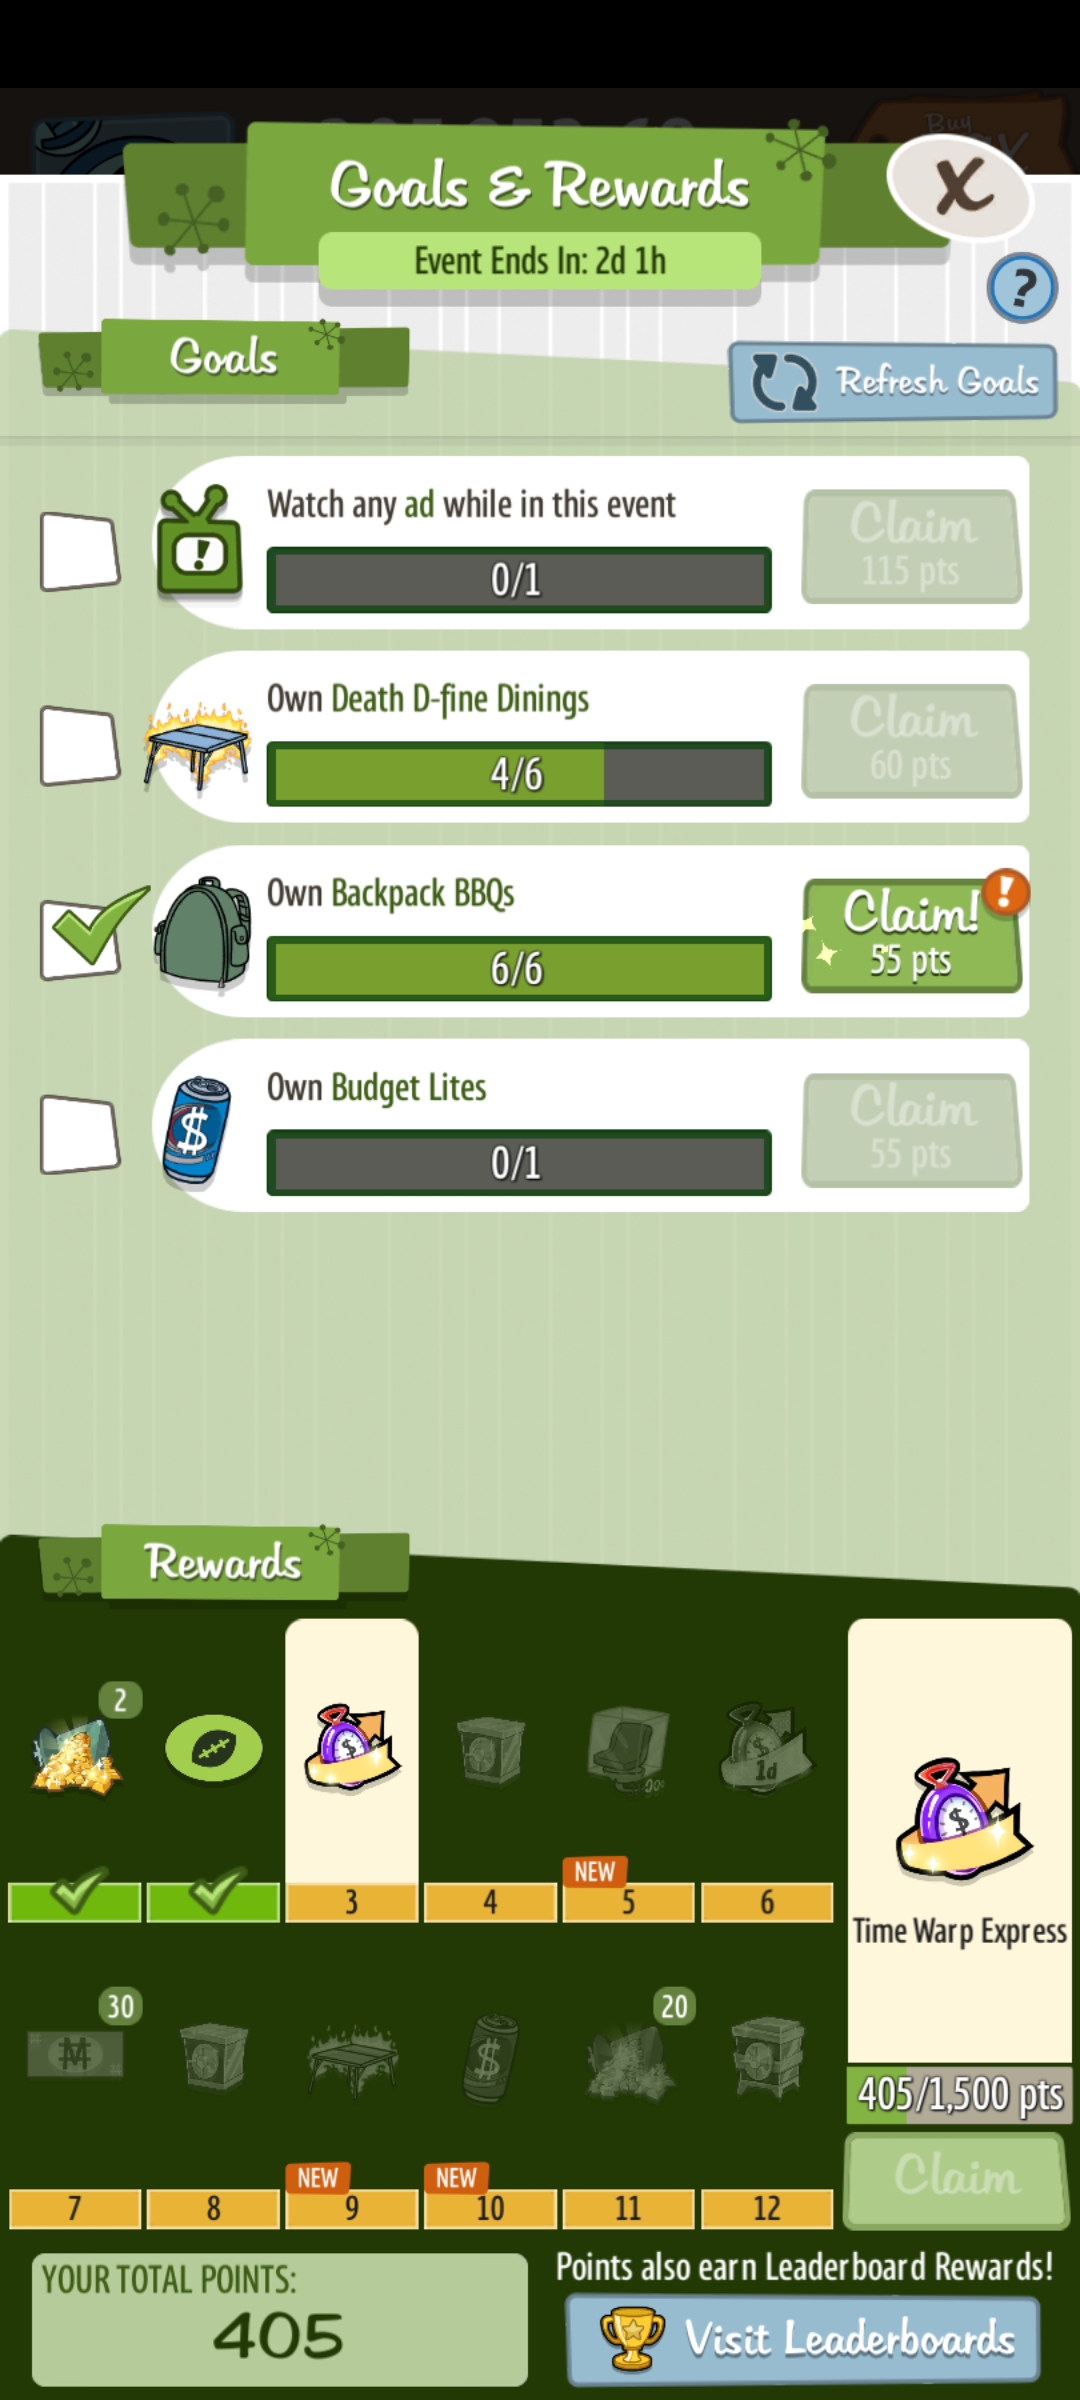 Buy
Goals & Rewards
X
Event Ends In: 2d 1h
?
Goals
Refresh Goals
Watch any ad while in this event
!
0/1
Claim
115 pts
Own Death D-fine Dinings
4/6
Claim
60 pts
Own Backpack BBQs
6/6
!
Claim!
55 pts
Own Budget Lites
$
0/1
Claim
55 pts
Rewards
2
$
1d
$
3
4
NEW
5
6
Time Warp Express
30
20
$
405/1,500 pts
7
8
NEW
9
NEW
10
11
12
Claim
YOUR TOTAL POINTS:
405
Points also earn Leaderboard Rewards!
Visit Leaderboards